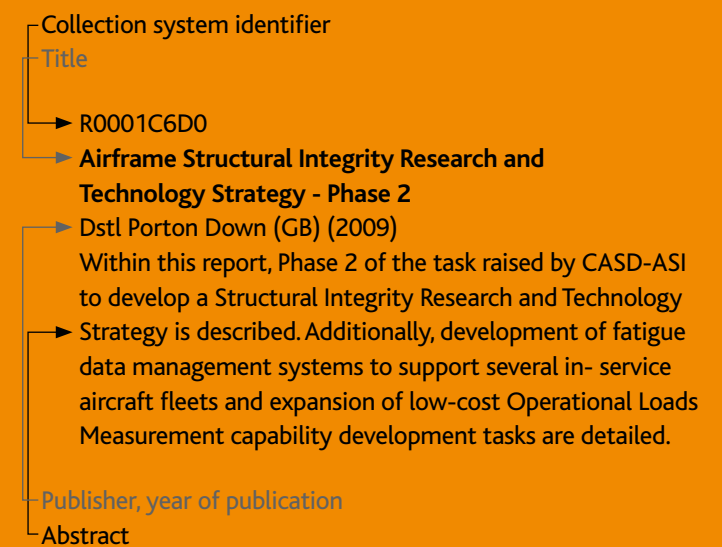 Collection system identifier
Title
R0001C6D0
Airframe Structural Integrity Research and
Technology Strategy - Phase 2
Dstl Porton Down (GB) (2009)
Within this report, Phase 2 of the task raised by CASD-ASI
to develop a Structural Integrity Research and Technology
Strategy is described. Additionally, development of fatigue
data management systems to support several in- service
aircraft fleets and expansion of low-cost Operational Loads
Measurement capability development tasks are detailed.
Publisher, year of publication
Abstract